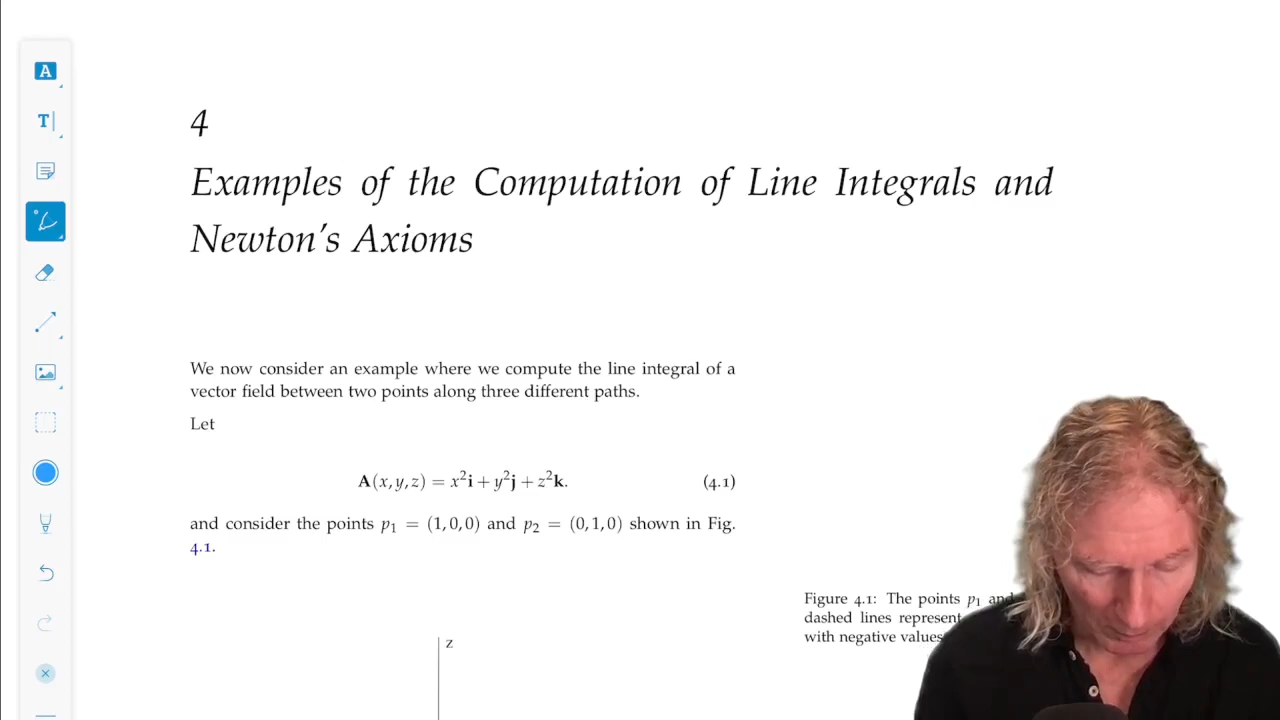 A
T
4
Examples of the Computation of Line Integrals and
Newton's Axioms
We now consider an example where we compute the line integral of a
vector field between two points along three different paths.
Let
A(x, y, z) = x²i + y²j + z²k. (4.1)
and consider the points p₁ = (1, 0, 0) and p₂ = (0, 1, 0) shown in Fig.
4.1.
Figure 4.1: The points p₁ and
dashed lines represent
with negative values
z